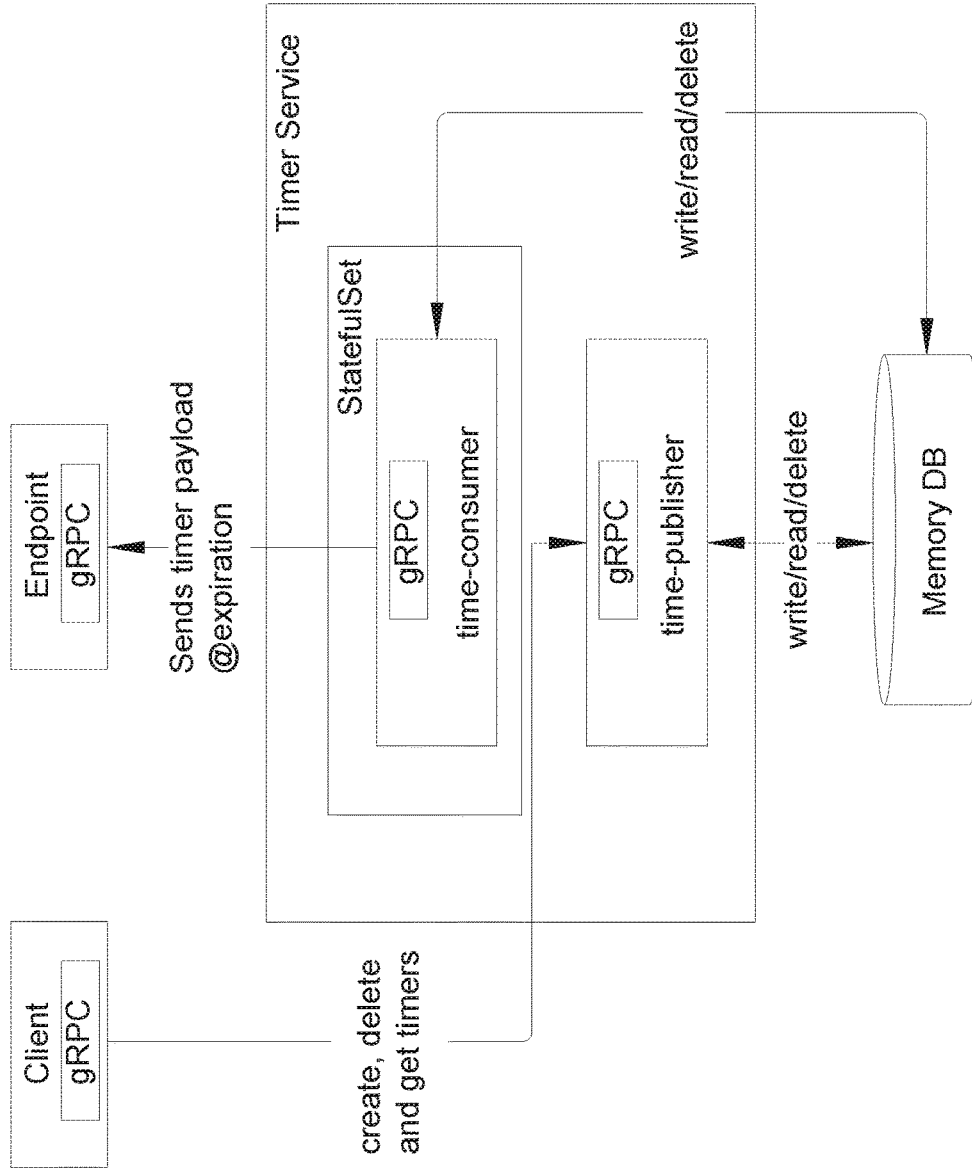 Client
gRPC
create, delete
and get timers
Endpoint
gRPC
Sends timer payload
@expiration
Timer Service
StatefulSet
gRPC
time-consumer
gRPC
time-publisher
write/read/delete
write/read/delete
Memory DB